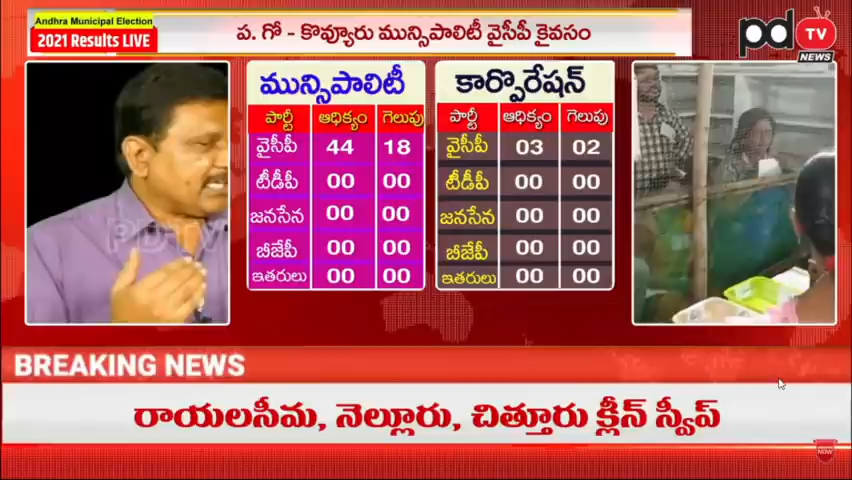 Andhra Municipal Election
2021 Results LIVE
ప. గో - కొవ్యూరు మున్సిపాలిటీ వైసీపీ కైవసం
pd TV
NEWS
మున్సిపాలిటీ
పార్టీ ఆధిక్యం గెలుపు
వైసీపీ 44 18
టీడీపీ 00 00
జనసేన 00 00
బీజేపీ 00 00
ఇతరులు 00 00
కార్పొరేషన్
పార్టీ ఆధిక్యం గెలుపు
వైసీపీ 03 02
టీడీపీ 00 00
జనసేన 00 00
బీజేపీ 00 00
ఇతరులు 00 00
PDTV
BREAKING NEWS
రాయలసీమ, నెల్లూరు, చిత్తూరు క్లీన్ స్వీప్